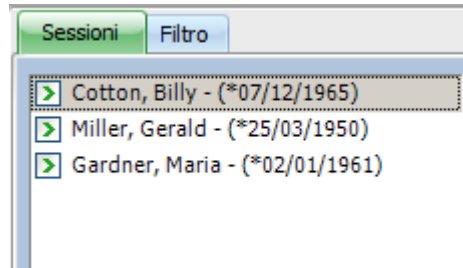 Sessioni Filtro
Cotton, Billy - (*07/12/1965)
Miller, Gerald - (*25/03/1950)
Gardner, Maria - (*02/01/1961)